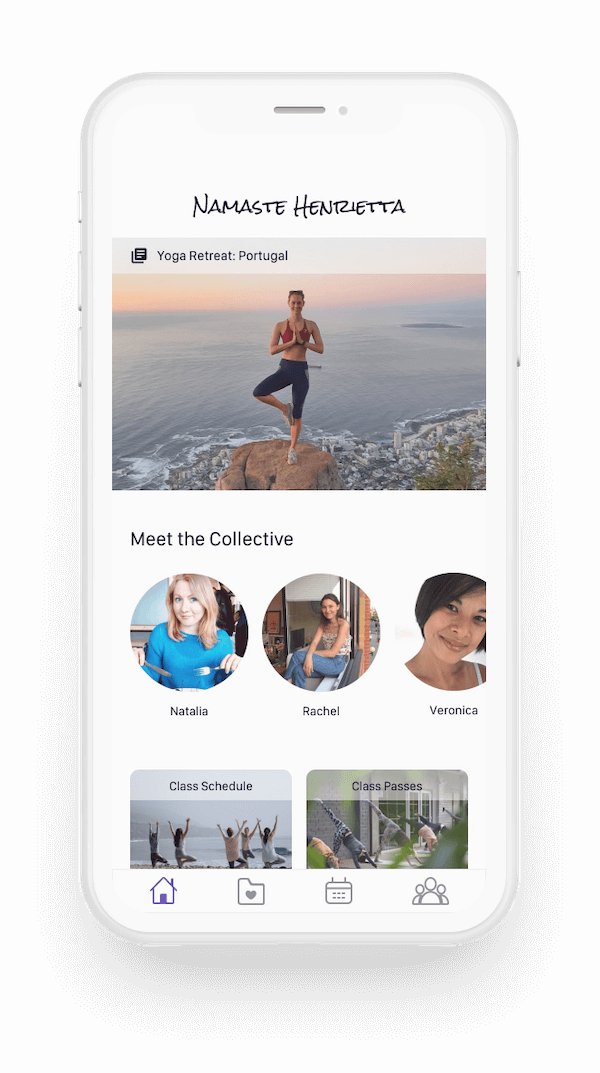 Namaste Henrietta
Yoga Retreat: Portugal
Meet the Collective
Natalia
Rachel
Veronica
Class Schedule
Class Passes